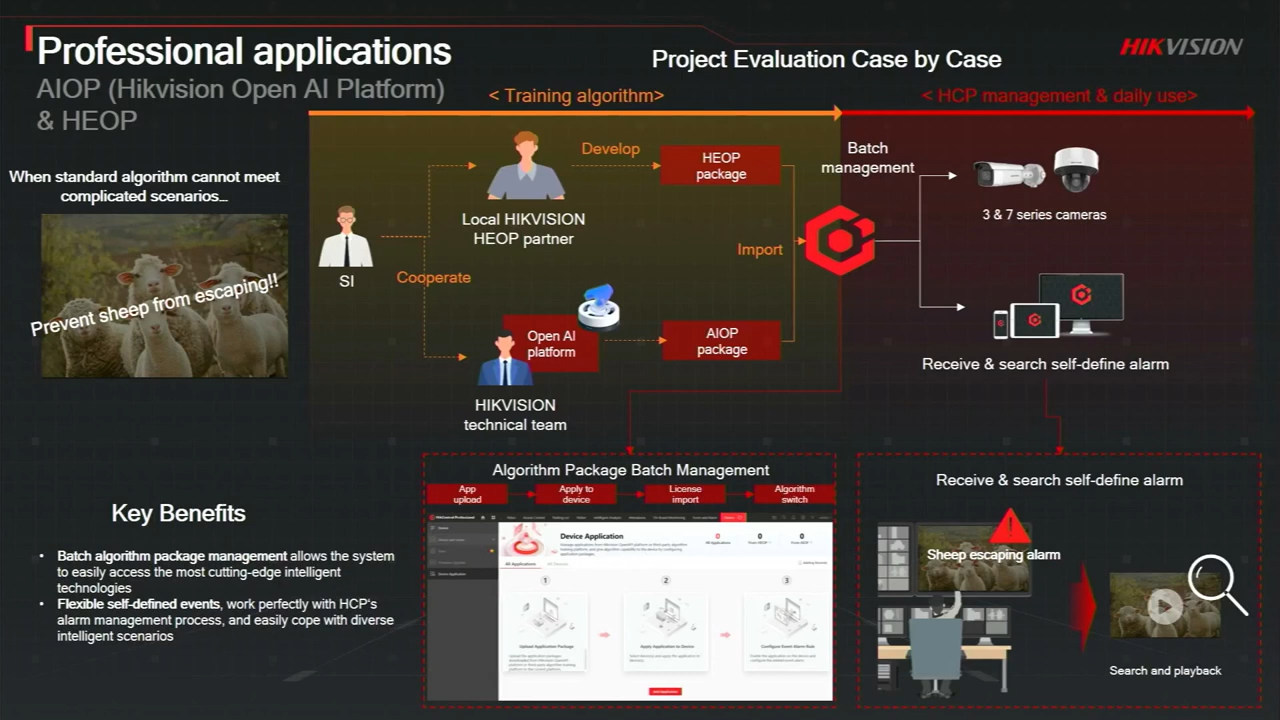 Professional applications
AIOP (Hikvision Open AI Platform)
& HEOP
Project Evaluation Case by Case
HIKVISION
< Training algorithm>
< HCP management & daily use>
When standard algorithm cannot meet
complicated scenarios...
Prevent sheep from escaping!!
SI
Cooperate
Local HIKVISION
HEOP partner
Develop
HEOP
package
Import
Open AI
platform
AIOP
package
HIKVISION
technical team
Batch
management
3 & 7 series cameras
Receive & search self-define alarm
Key Benefits
• Batch algorithm package management allows the system
to easily access the most cutting-edge intelligent
technologies
• Flexible self-defined events, work perfectly with HCP's
alarm management process, and easily cope with diverse
intelligent scenarios
Algorithm Package Batch Management
App
upload
Apply to
device
License
import
Algorithm
switch
Device Application
1
2
3
Upload Application Package
Apply Application to Device
Configure Event Alarm Rule
Receive & search self-define alarm
Sheep escaping alarm
Search and playback